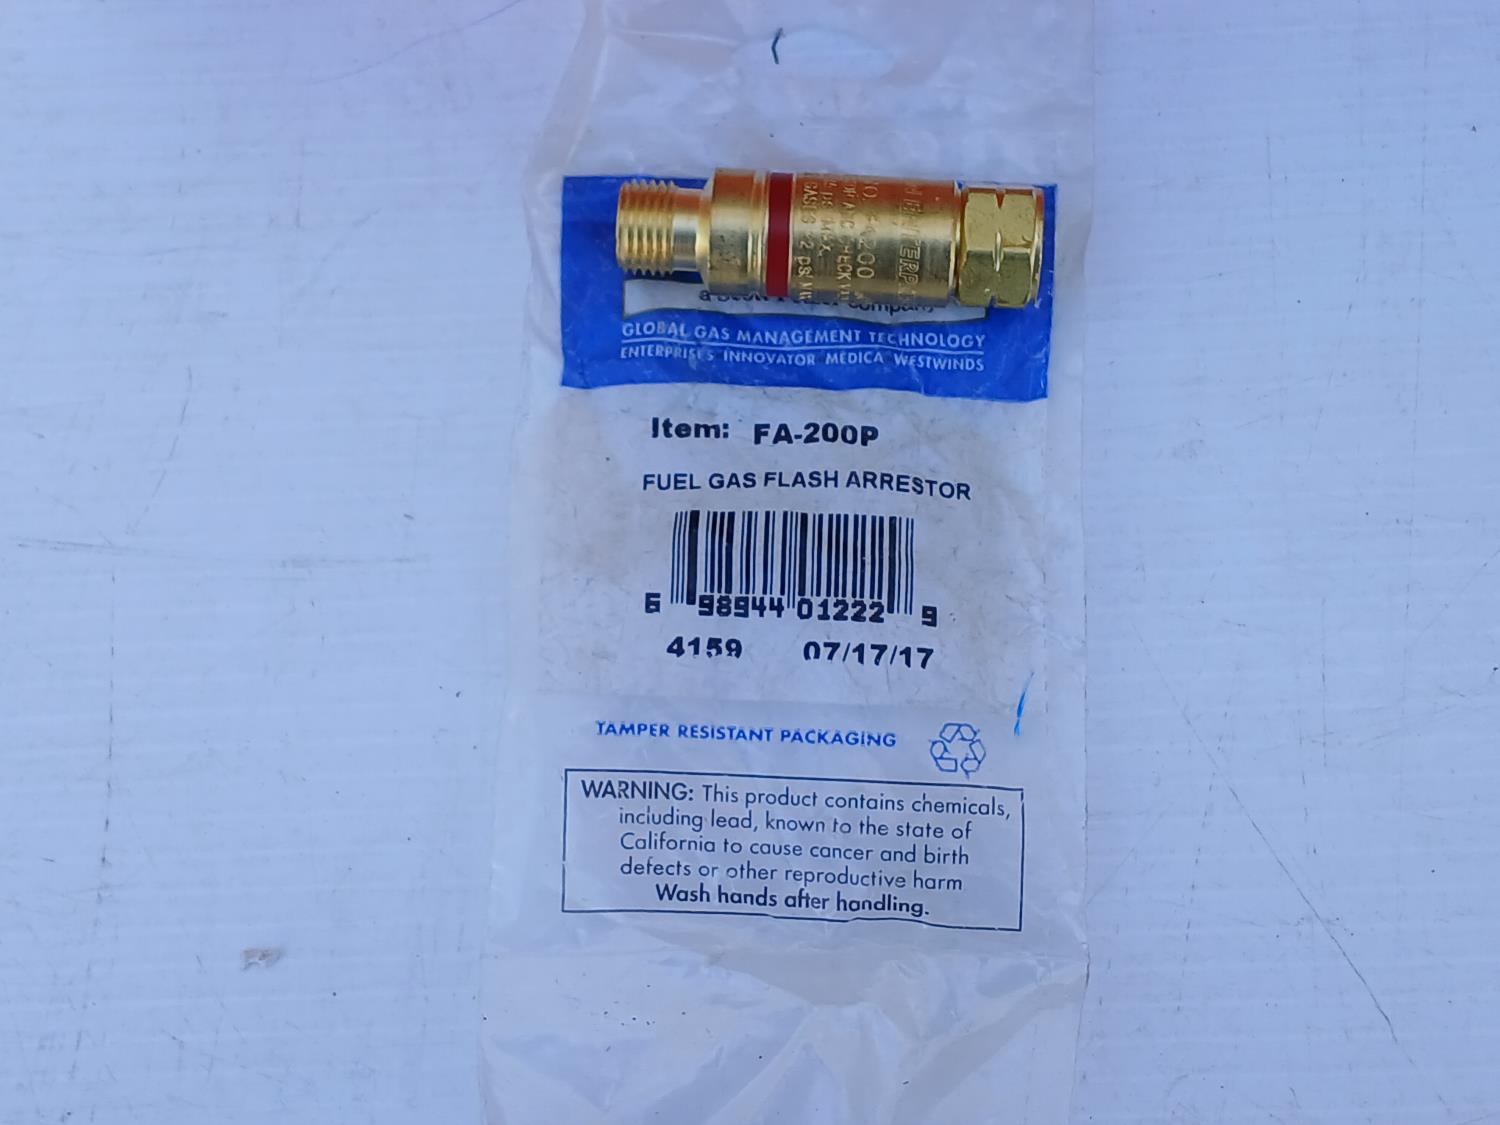 GLOBAL GAS MANAGEMENT TECHNOLOGY
ENTERPRISES INNOVATOR MEDICA WESTWINDS
Item: FA-200P
FUEL GAS FLASH ARRESTOR
6 98944 01222 9
4159 07/17/17
TAMPER RESISTANT PACKAGING
WARNING: This product contains chemicals,
including lead, known to the state of
California to cause cancer and birth
defects or other reproductive harm
Wash hands after handling.